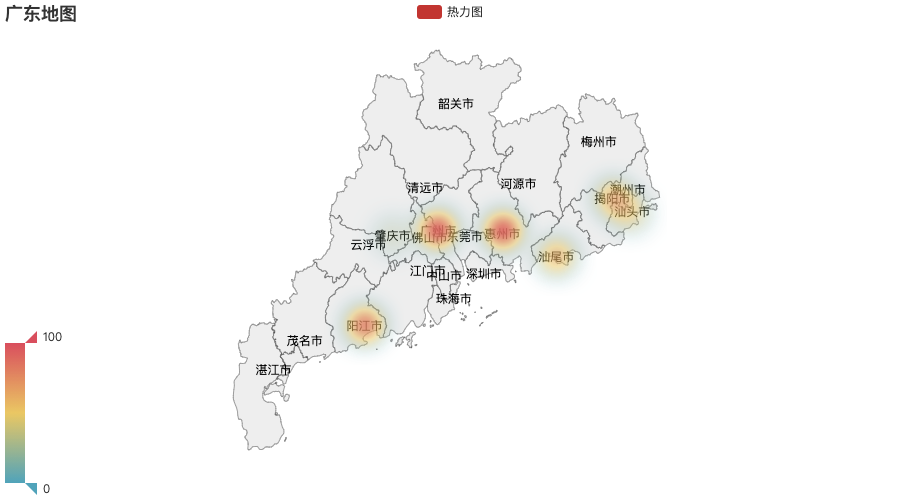 广东地图
热力图
韶关市
梅州市
清远市
河源市
潮州市
揭阳市
汕头市
肇庆市
佛山市
广州市
东莞市
惠州市
云浮市
汕尾市
江门市
中山市
深圳市
珠海市
阳江市
茂名市
湛江市
100
0